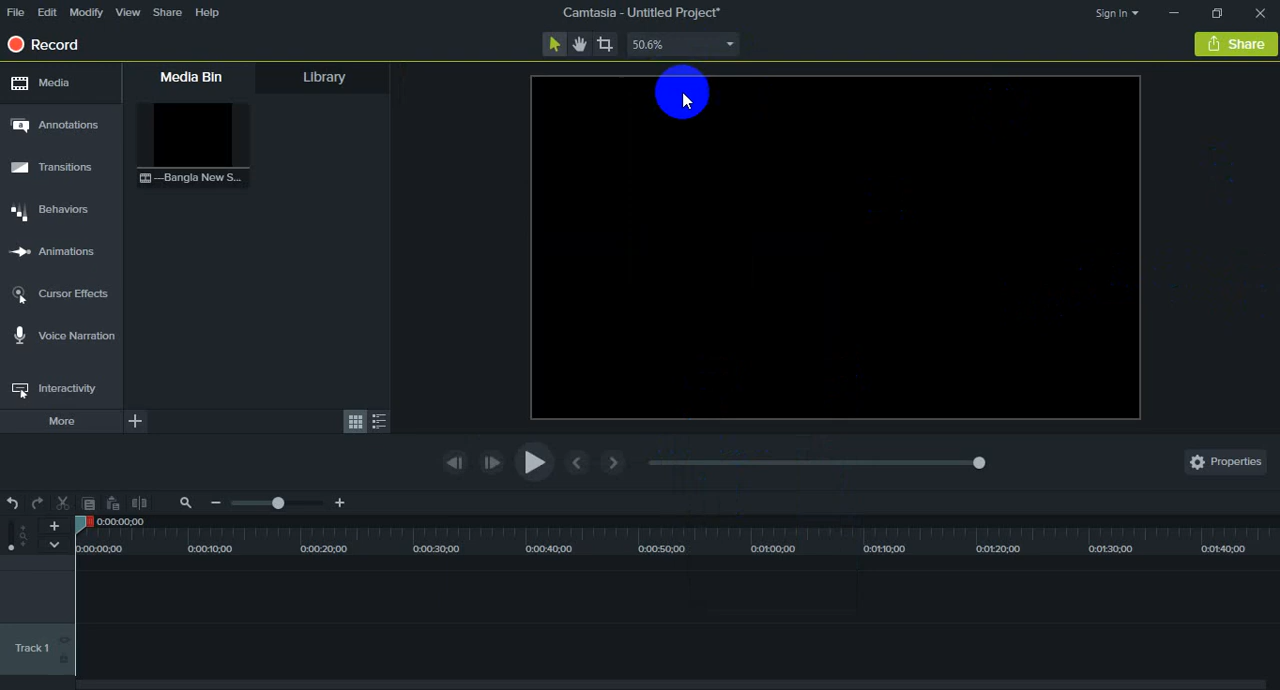 File Edit Modify View Share Help
Camtasia - Untitled Project*
Sign In
Record
50.6%
Share
Media
Media Bin
Library
Annotations
Transitions
—Bangla New S...
Behaviors
Animations
Cursor Effects
Voice Narration
Interactivity
More
Properties
0:00:00;00
0:00:00;00 0:00:10;00 0:00:20;00 0:00:30;00 0:00:40;00 0:00:50;00 0:01:00;00 0:01:10;00 0:01:20;00 0:01:30;00 0:01:40;00
Track 1